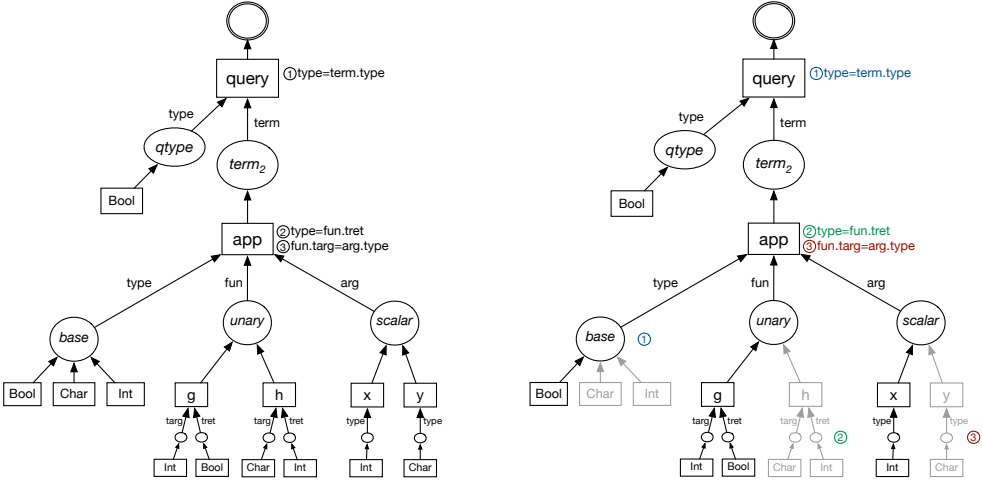 query
①type=term.type
type
term
qtype
term2
Bool
app
②type=fun.tret
③fun.targ=arg.type
type
fun
arg
base
unary
scalar
Bool
Char
Int
g
h
x
y
targ
tret
targ
tret
type
type
Int
Bool
Char
Int
Int
Char
query
①type=term.type
type
term
qtype
term2
Bool
app
②type=fun.tret
③fun.targ=arg.type
type
fun
arg
base
①
unary
scalar
Bool
Char
Int
g
h
x
y
targ
tret
targ
tret
②
type
type
③
Int
Bool
Char
Int
Int
Char